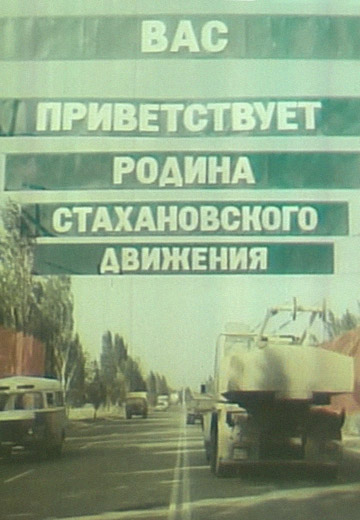 ВАС
ПРИВЕТСТВУЕТ
РОДИНА
СТАХАНОВСКОГО
ДВИЖЕНИЯ